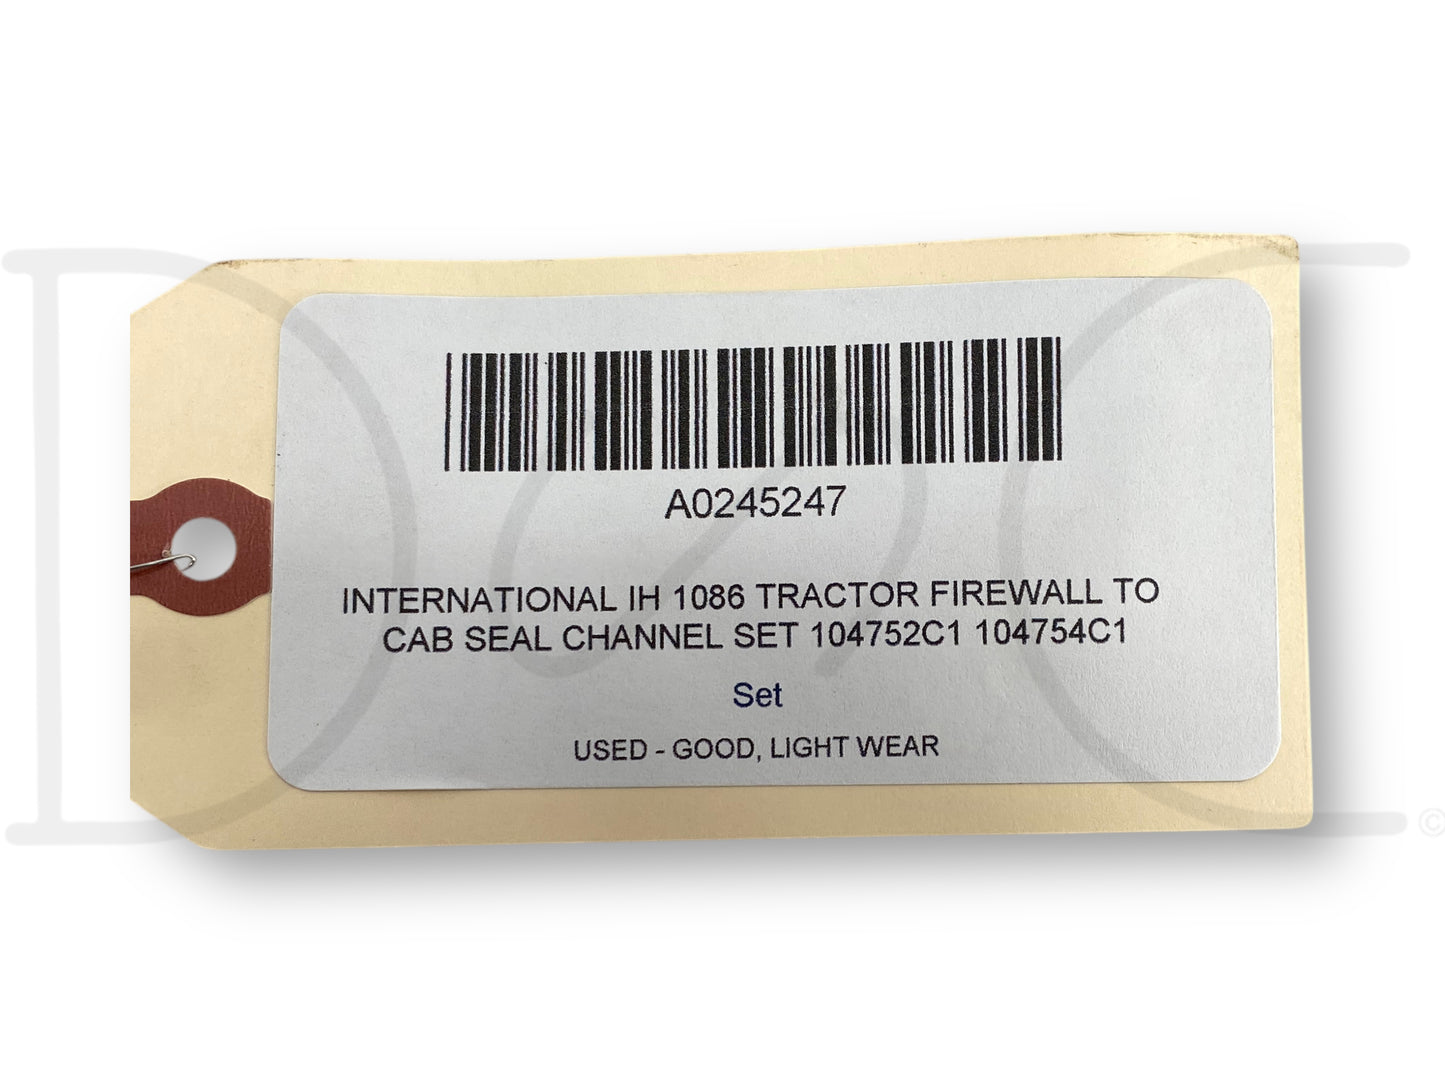 A0245247
INTERNATIONAL IH 1086 TRACTOR FIREWALL TO
CAB SEAL CHANNEL SET 104752C1 104754C1
Set
USED - GOOD, LIGHT WEAR
©